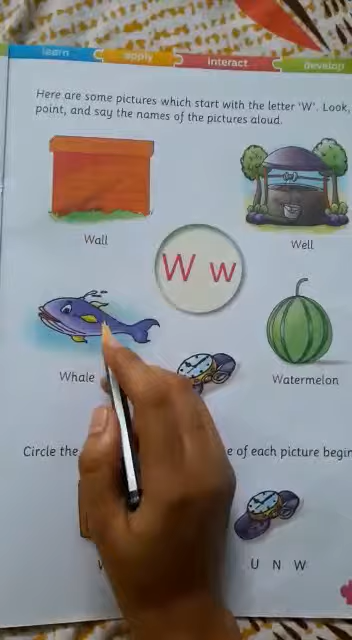 learn apply interact develop
Here are some pictures which start with the letter 'W'. Look,
point, and say the names of the pictures aloud.
Wall
Well
W w
Whale
Watermelon
Circle the
e of each picture begin
U N W